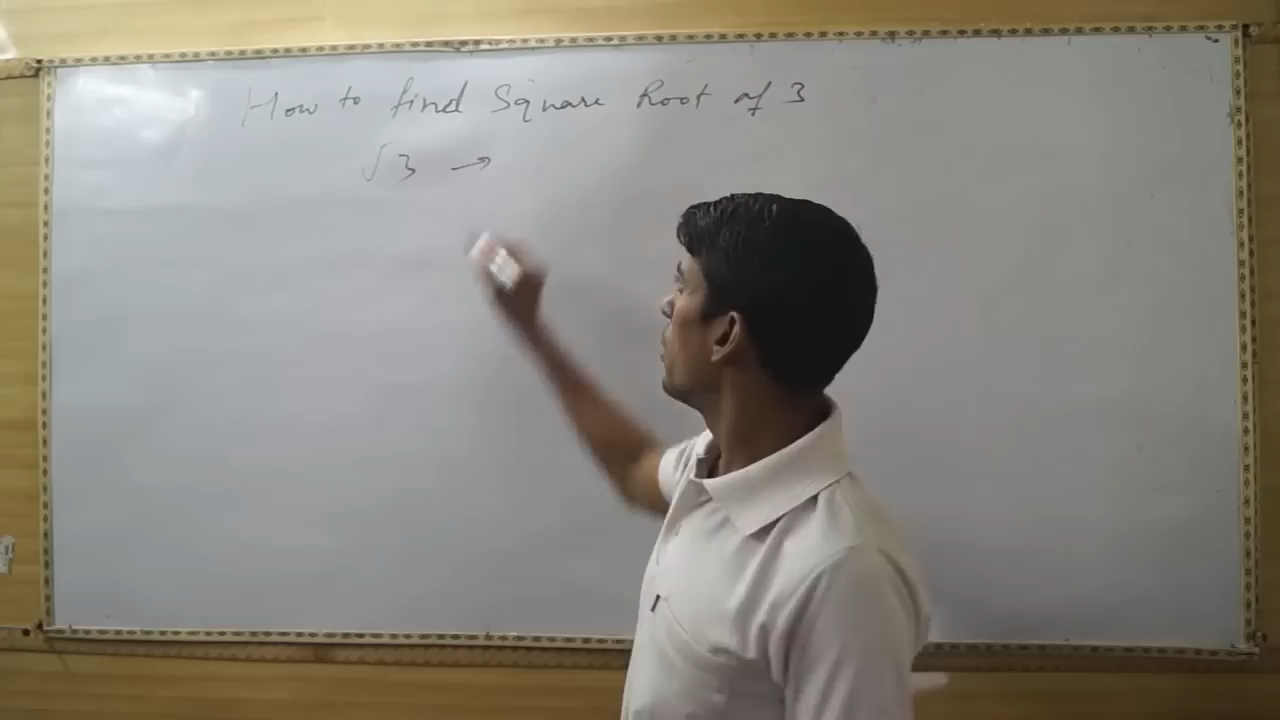 How to find Square Root of 3
√3 →